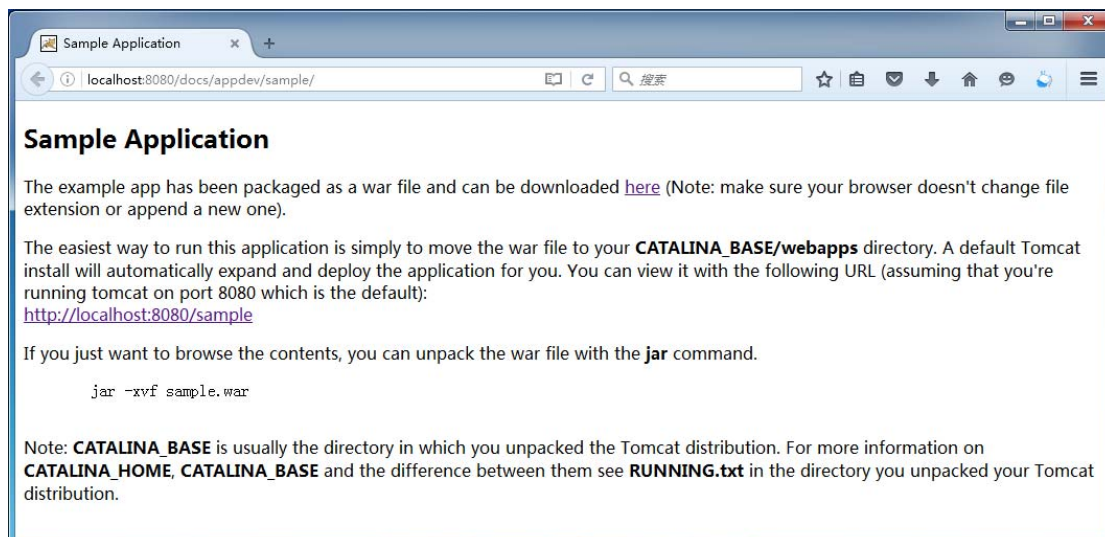 Sample Application
localhost:8080/docs/appdev/sample/
搜索
Sample Application
The example app has been packaged as a war file and can be downloaded here (Note: make sure your browser doesn't change file
extension or append a new one).
The easiest way to run this application is simply to move the war file to your CATALINA_BASE/webapps directory. A default Tomcat
install will automatically expand and deploy the application for you. You can view it with the following URL (assuming that you're
running tomcat on port 8080 which is the default):
http://localhost:8080/sample
If you just want to browse the contents, you can unpack the war file with the jar command.
jar -xvf sample.war
Note: CATALINA_BASE is usually the directory in which you unpacked the Tomcat distribution. For more information on
CATALINA_HOME, CATALINA_BASE and the difference between them see RUNNING.txt in the directory you unpacked your Tomcat
distribution.